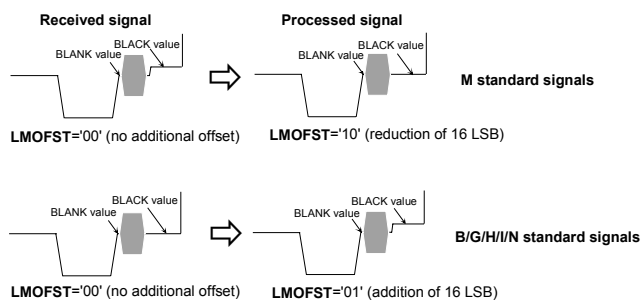 Received signal
Processed signal
BLANK value
BLACK value
BLANK value
BLACK value
M standard signals
LMOFST='00' (no additional offset)
LMOFST='10' (reduction of 16 LSB)
BLANK value
BLACK value
BLANK value
BLACK value
B/G/H/I/N standard signals
LMOFST='00' (no additional offset)
LMOFST='01' (addition of 16 LSB)